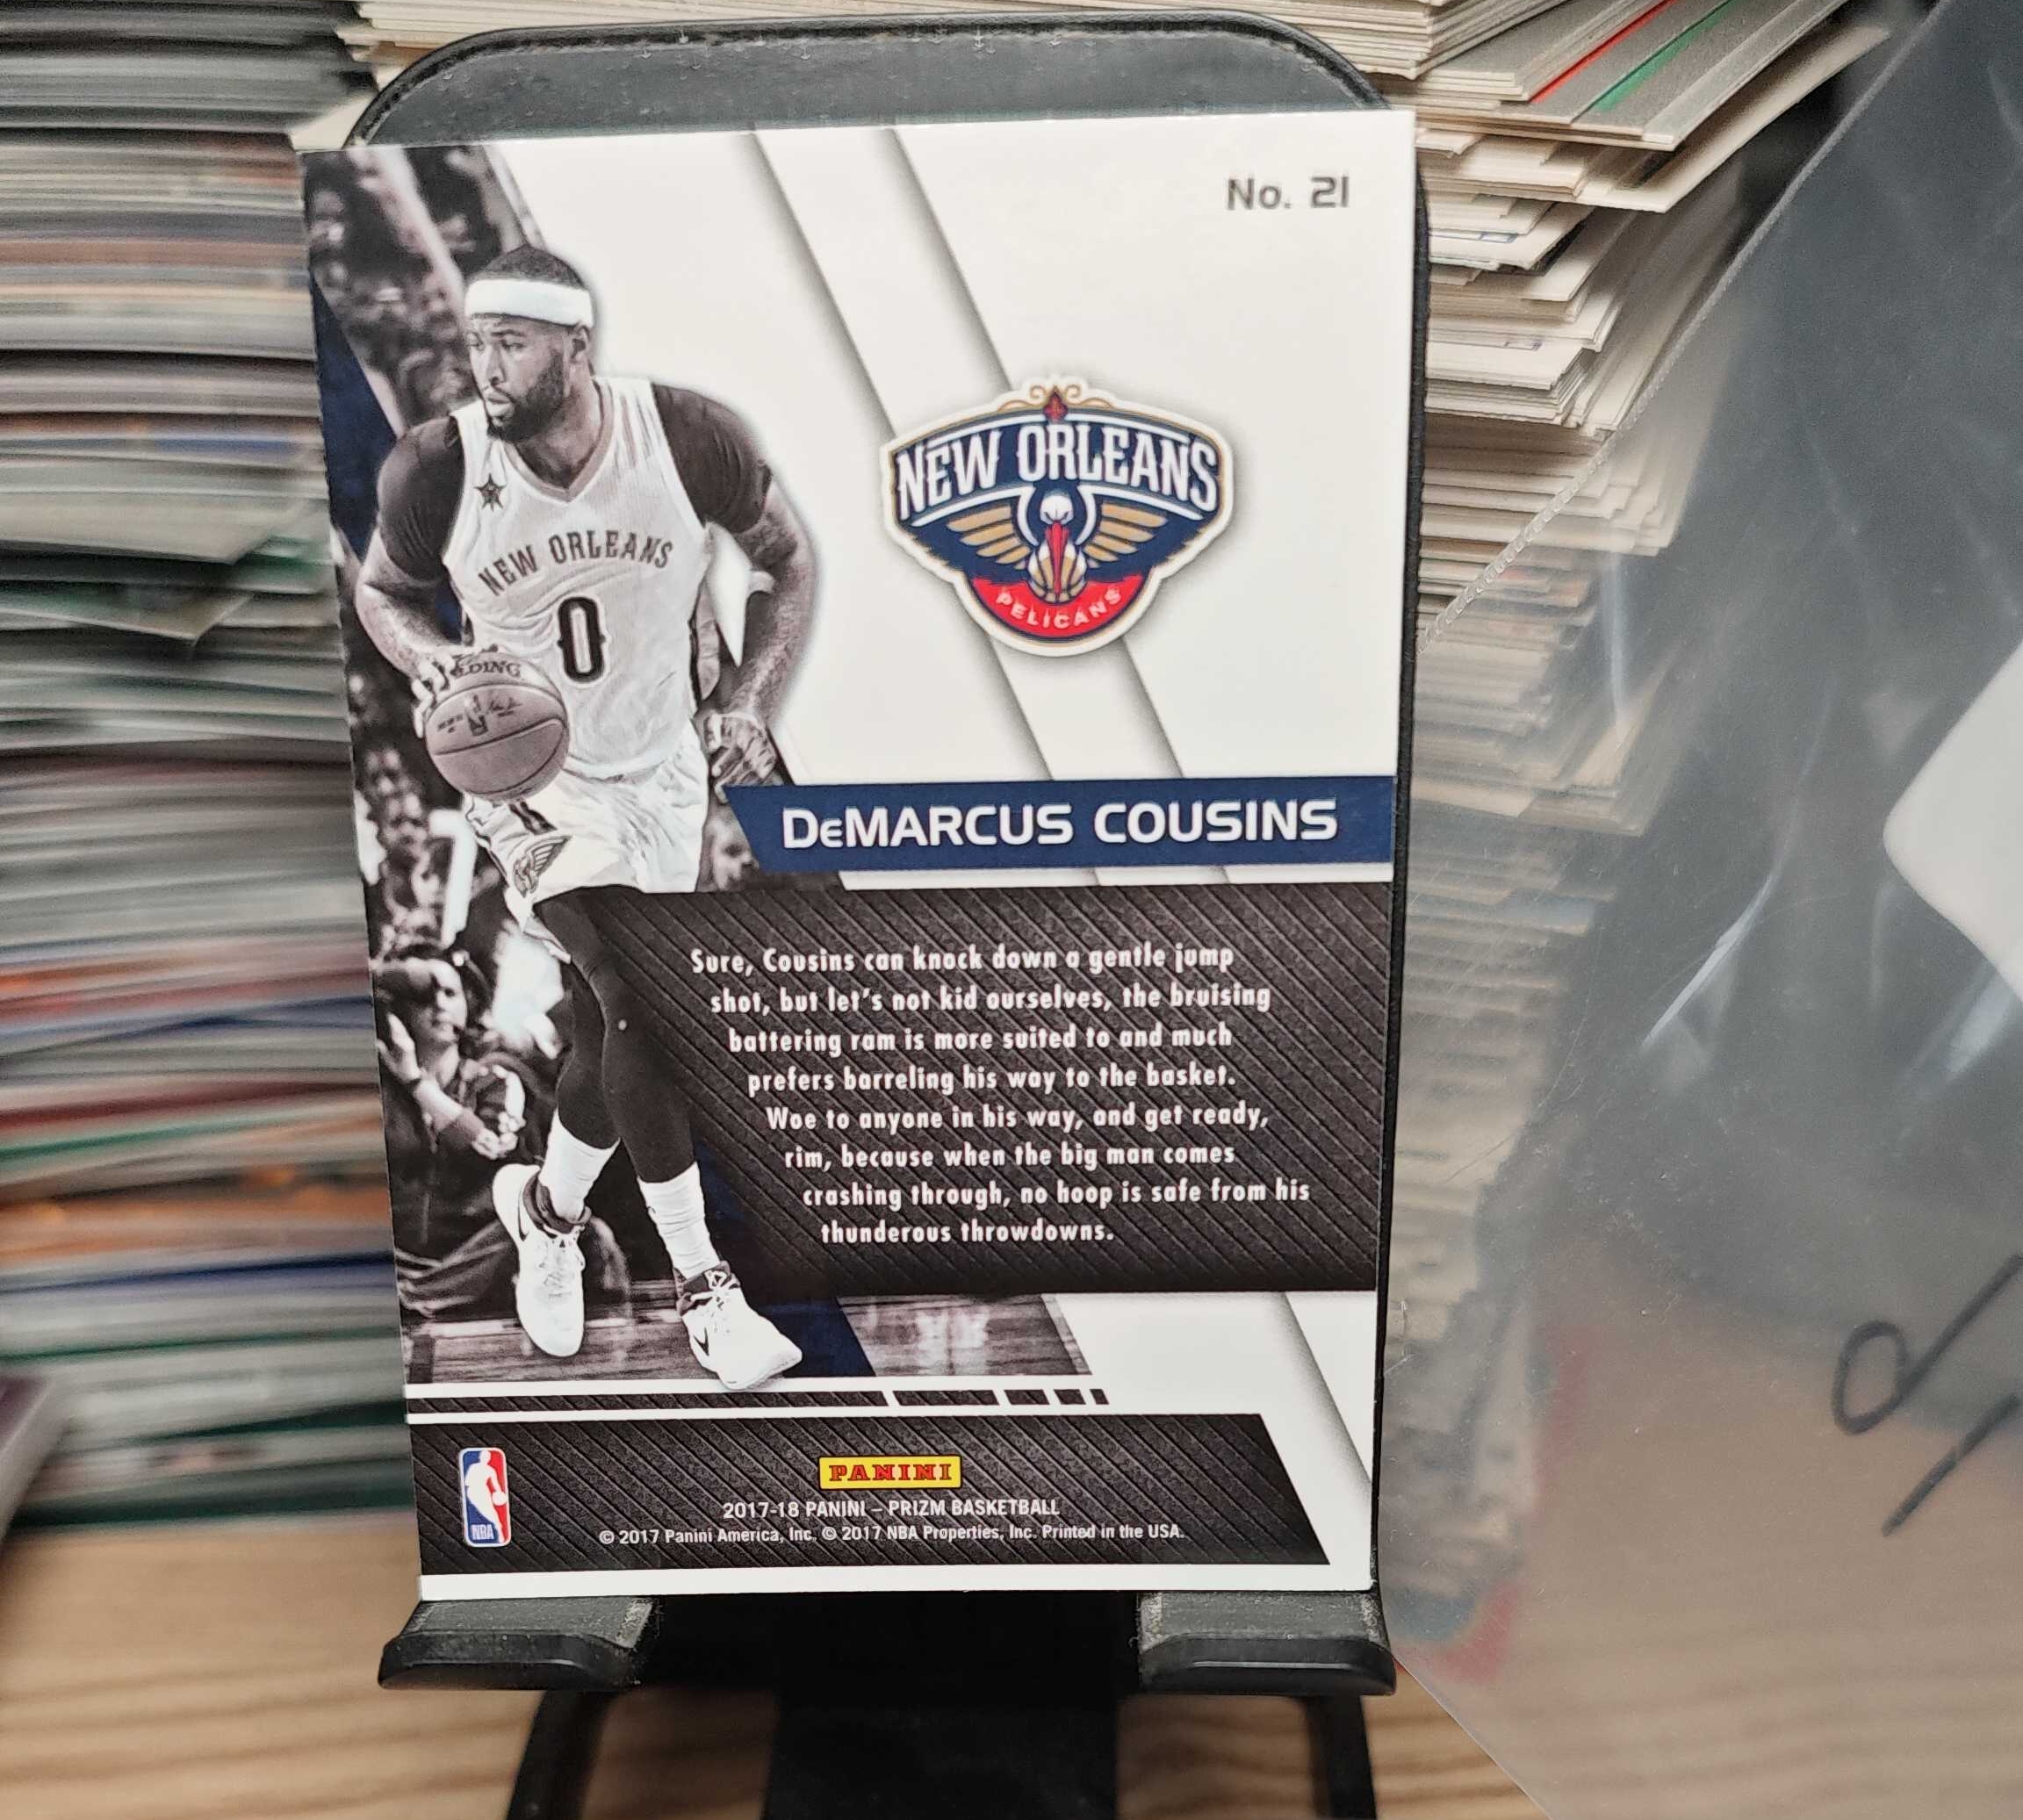 No. 21
NEW ORLEANS
PELICANS
NEW ORLEANS
0
DeMARCUS COUSINS
Sure, Cousins can knock down a gentle jump
shot, but let's not kid ourselves, the bruising
battering ram is more suited to and much
prefers barreling his way to the basket.
Woe to anyone in his way, and get ready,
rim, because when the big man comes
crashing through, no hoop is safe from his
thunderous throwdowns.
NBA
PANINI
2017-18 PANINI – PRIZM BASKETBALL
© 2017 Panini America, Inc. © 2017 NBA Properties, Inc. Printed in the USA.